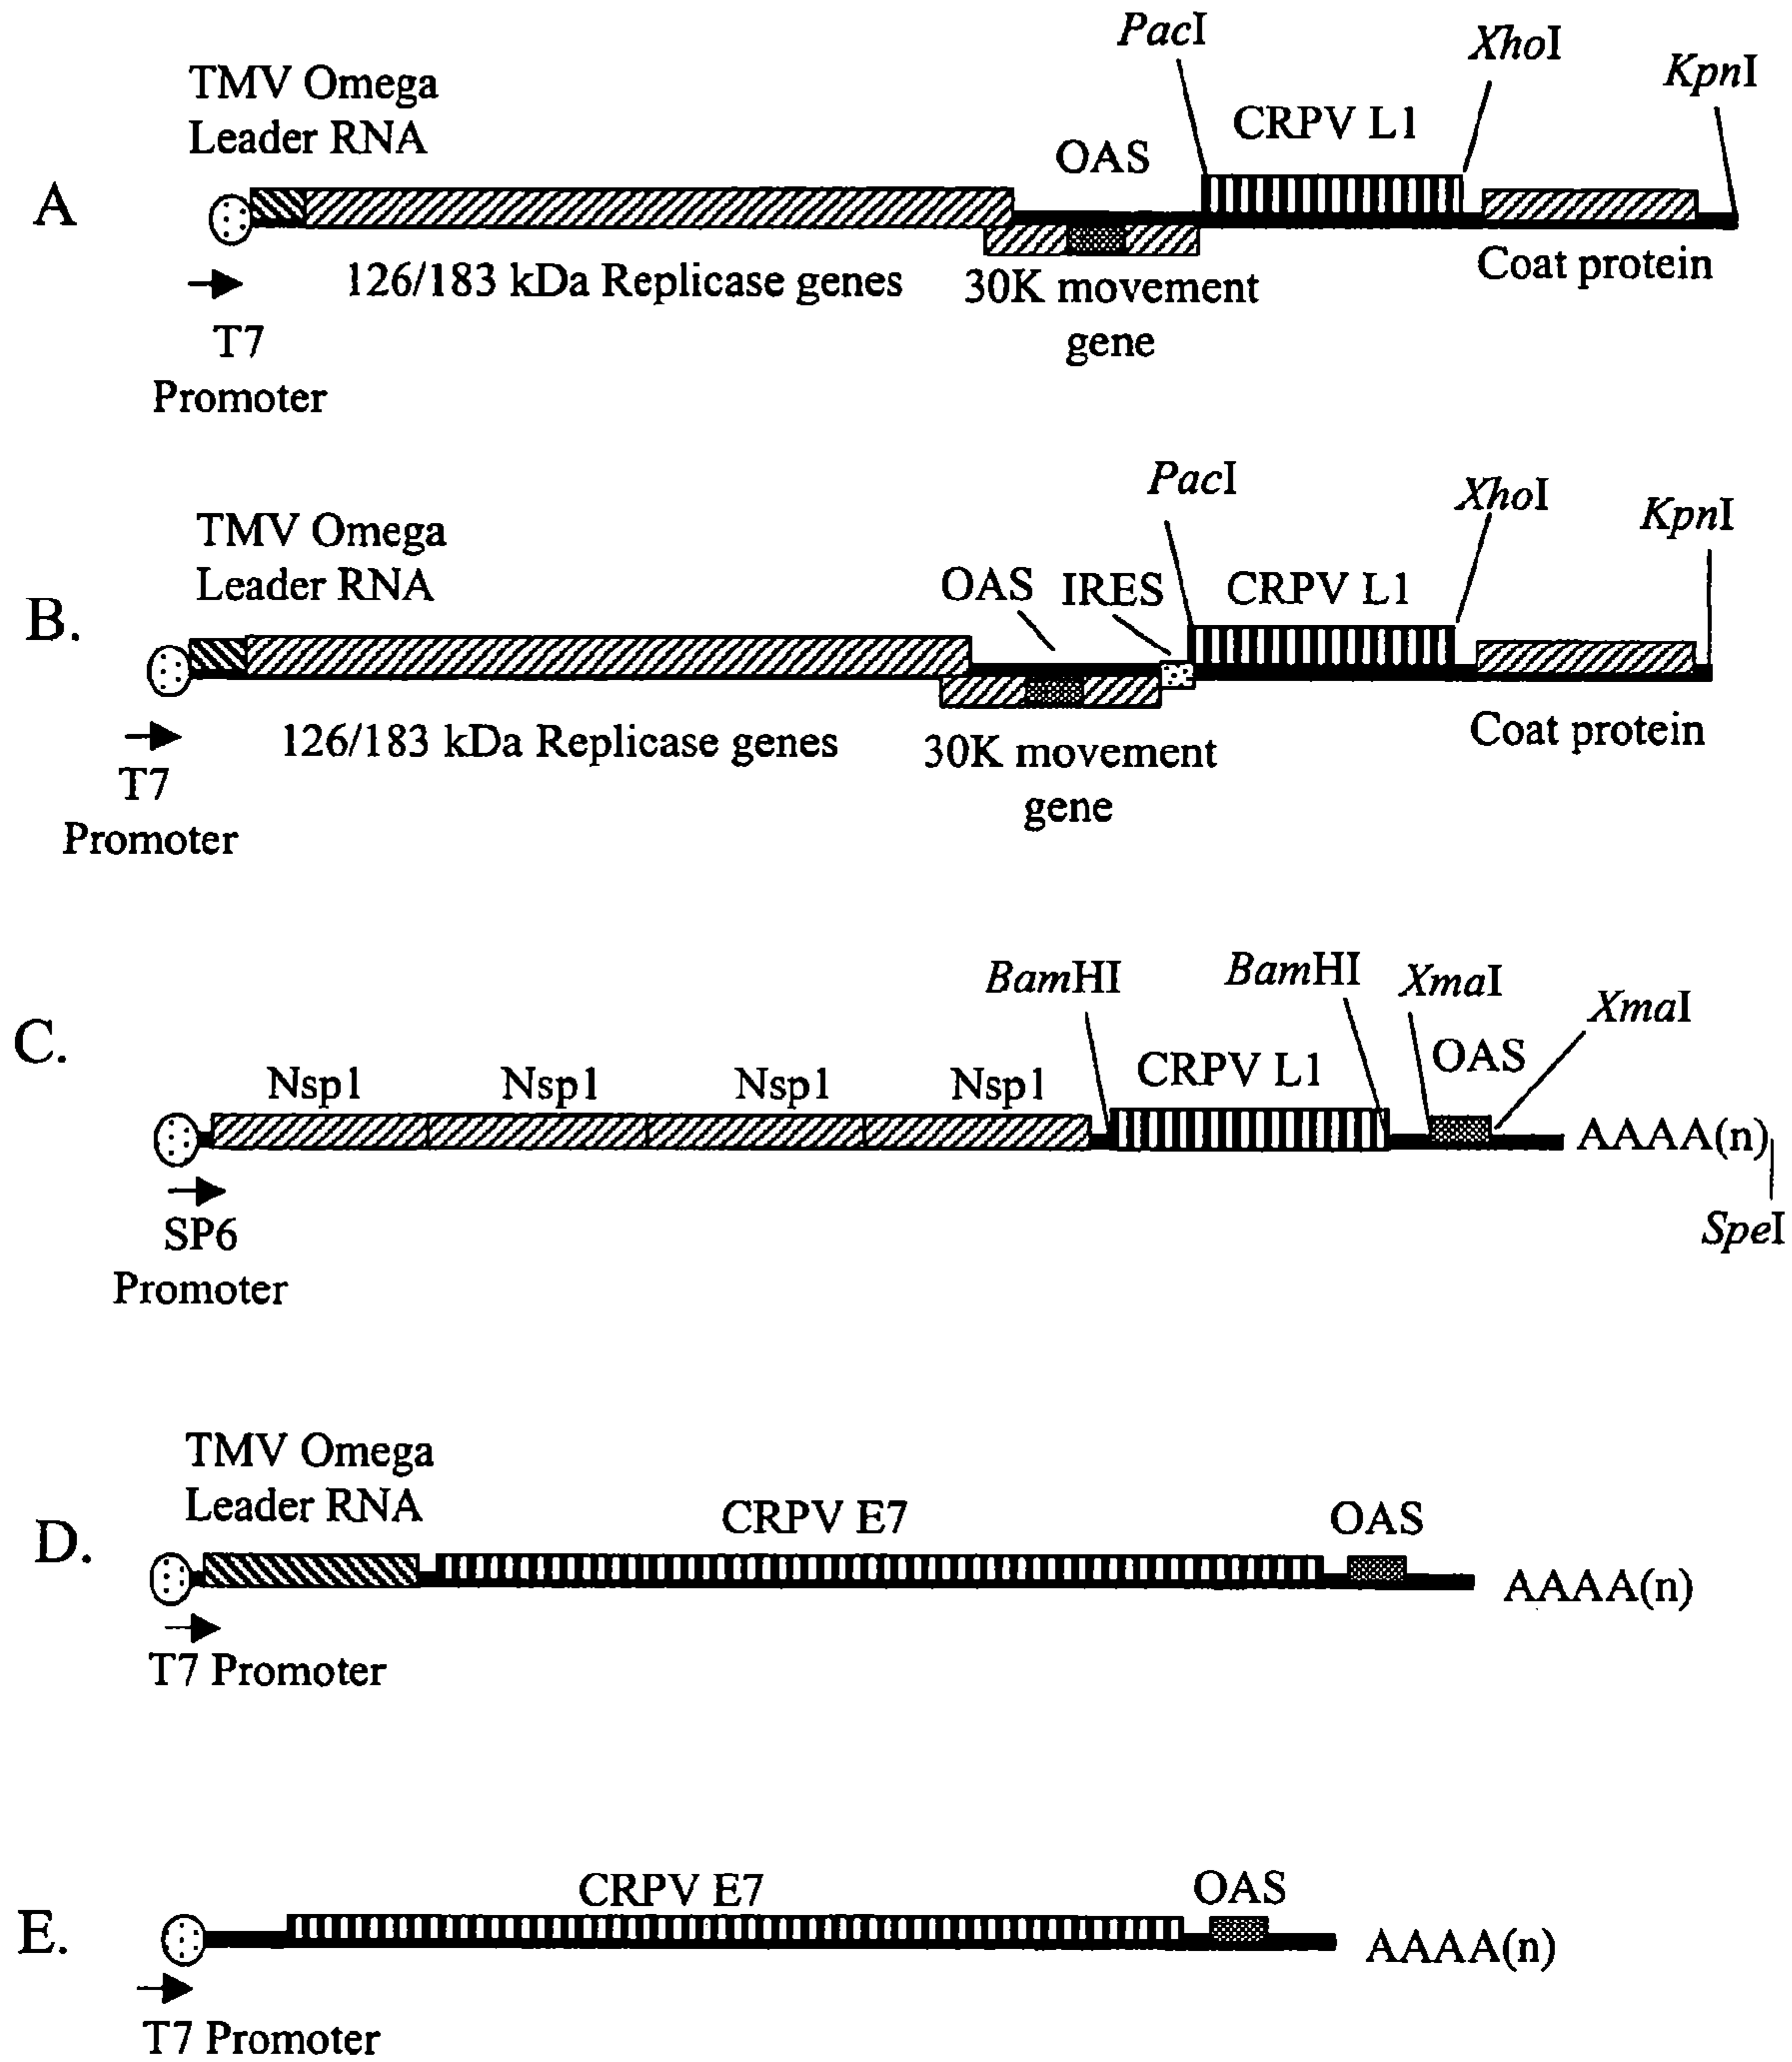 PacI
XhoI
KpnI
TMV Omega
Leader RNA
CRPV L1
OAS
A
126/183 kDa Replicase genes
30K movement
gene
Coat protein
T7
Promoter
PacI
XhoI
KpnI
TMV Omega
Leader RNA
OAS
IRES
CRPV L1
B.
126/183 kDa Replicase genes
30K movement
gene
Coat protein
T7
Promoter
BamHI
BamHI
XmaI
XmaI
C.
Nsp1
Nsp1
Nsp1
Nsp1
CRPV L1
OAS
AAAA(n)
SpeI
SP6
Promoter
TMV Omega
Leader RNA
CRPV E7
OAS
D.
AAAA(n)
T7 Promoter
CRPV E7
OAS
E.
AAAA(n)
T7 Promoter